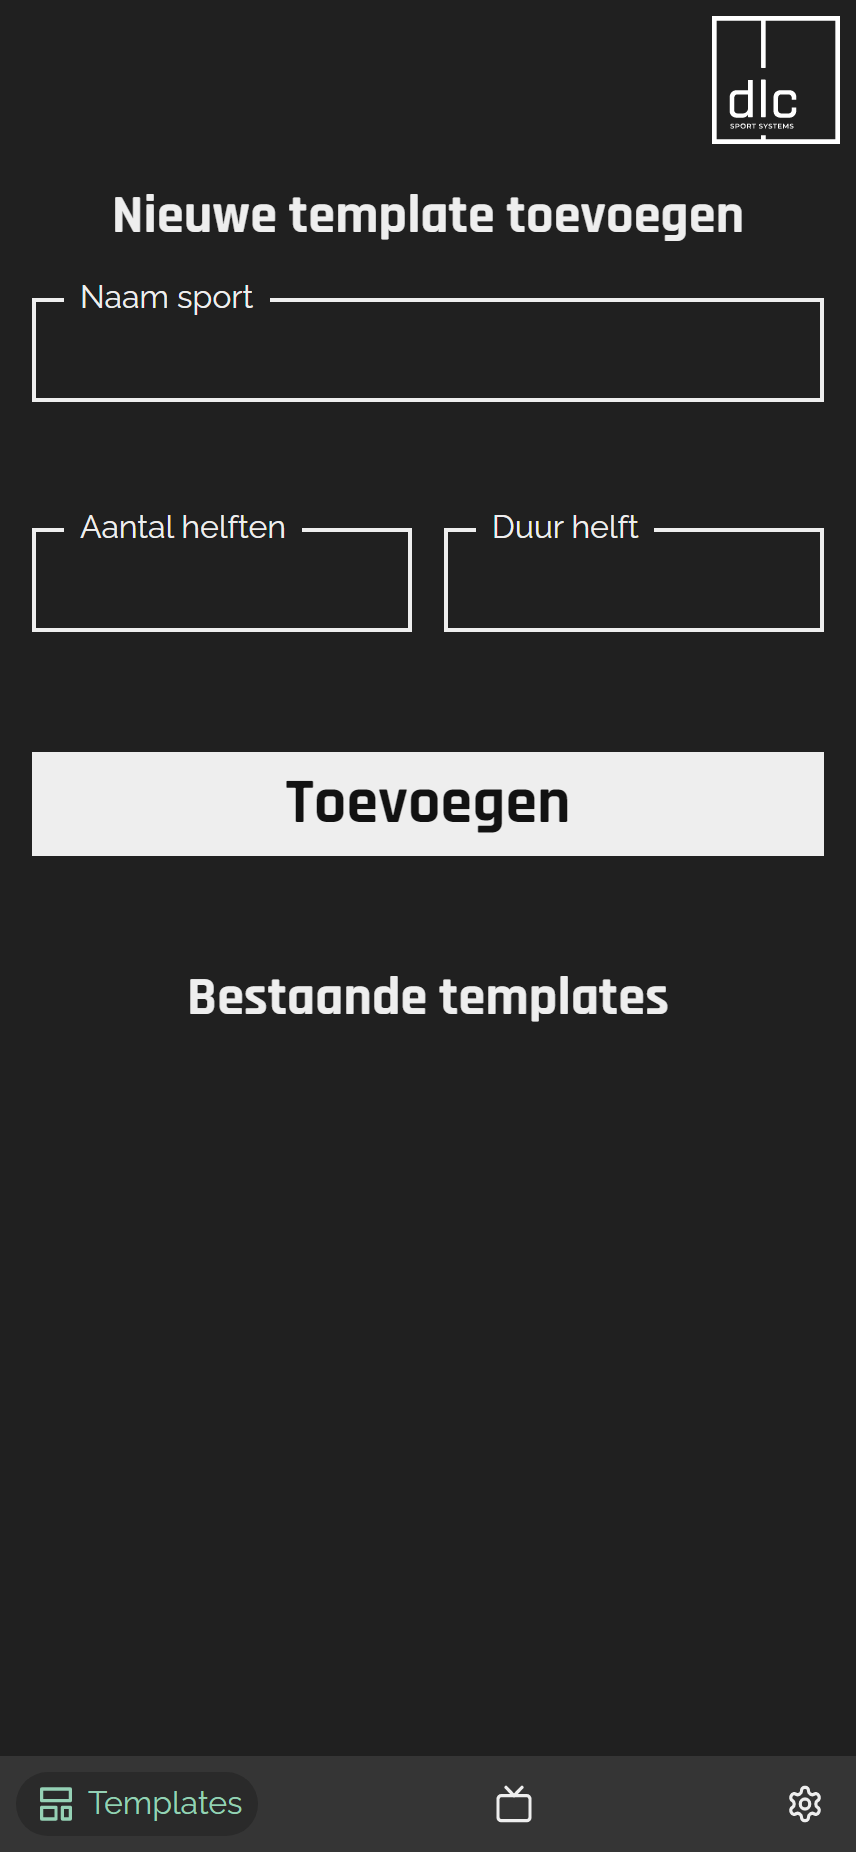 dlc
SPORT SYSTEMS
Nieuwe template toevoegen
Naam sport
Aantal helften
Duur helft
Toevoegen
Bestaande templates
Templates